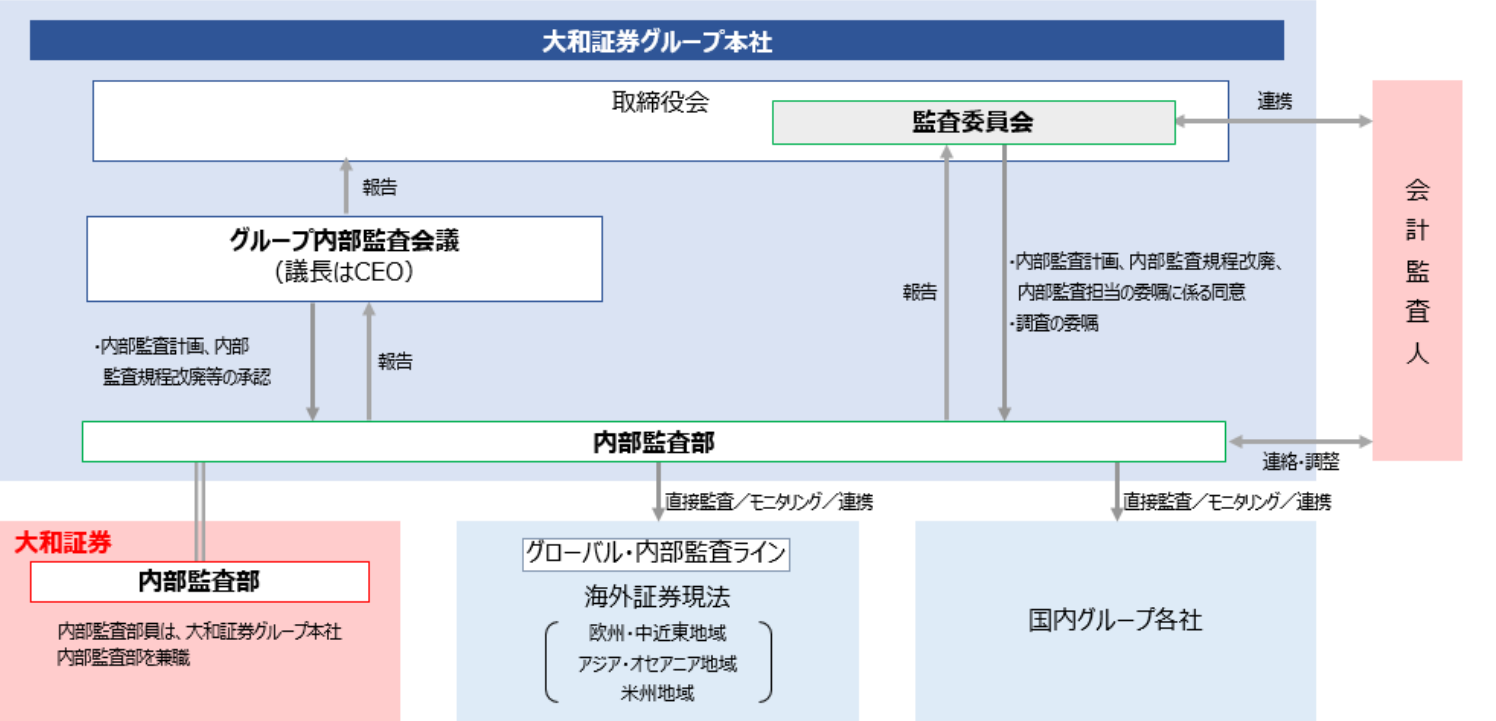 大和証券グループ本社
取締役会
監査委員会
連携
会計監査人
報告
グループ内部監査会議
(議長はCEO)
・内部監査計画、内部監査規程改廃、
内部監査担当の委嘱に係る同意
・調査の委嘱
報告
・内部監査計画、内部
監査規程改廃等の承認
報告
内部監査部
連絡・調整
直接監査/モニタリング/連携
直接監査/モニタリング/連携
大和証券
内部監査部
内部監査部員は、大和証券グループ本社
内部監査部を兼職
グローバル・内部監査ライン
海外証券現法
欧州・中近東地域
アジア・オセアニア地域
米州地域
国内グループ各社